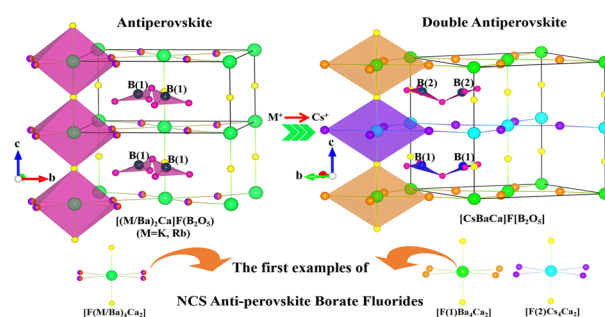 Antiperovskite
Double Antiperovskite
B(1)
B(1)
B(1)
B(1)
c
b
[(M/Ba)₂Ca]F(B₂O₅)
(M=K, Rb)
M⁺ → Cs⁺
B(2)
B(2)
B(1)
B(1)
c
b
[CsBaCa]F[B₂O₅]
[F(M/Ba)₄Ca₂]
The first examples of
NCS Anti-perovskite Borate Fluorides
[F(1)Ba₄Ca₂]
[F(2)Cs₄Ca₂]